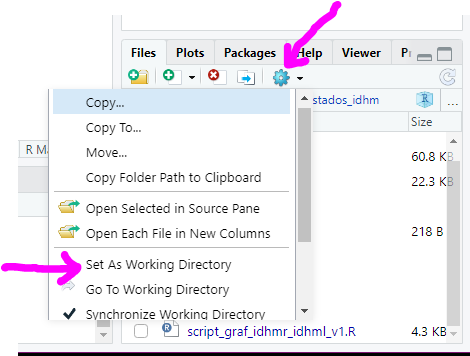 Files Plots Packages Help Viewer
stados_idhm ...
Size
Copy...
Copy To...
Move...
Copy Folder Path to Clipboard
Open Selected in Source Pane
Open Each File in New Columns
Set As Working Directory
Go To Working Directory
Synchronize Working Directory
R Ma
60.8 KB
22.3 KB
218 B
script_graf_idhmr_idhml_v1.R 4.3 KB